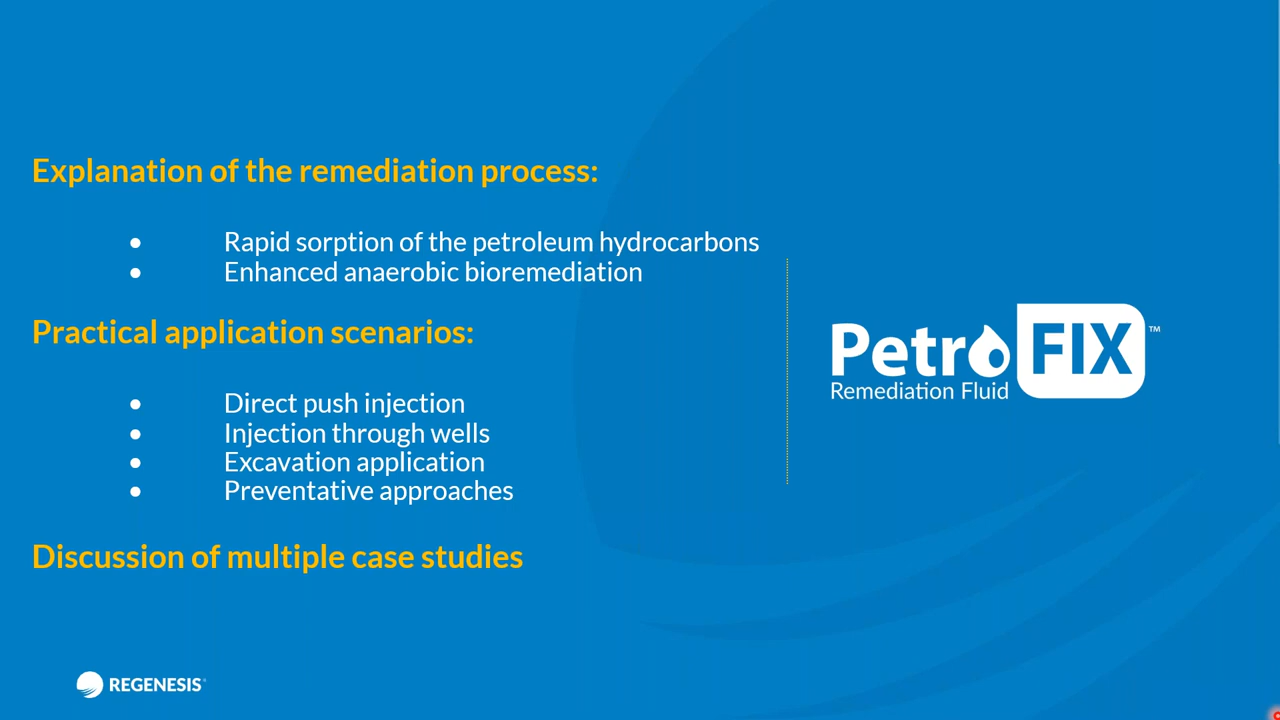 Explanation of the remediation process:
• Rapid sorption of the petroleum hydrocarbons
• Enhanced anaerobic bioremediation
Practical application scenarios:
• Direct push injection
• Injection through wells
• Excavation application
• Preventative approaches
Discussion of multiple case studies
PetroFIX™
Remediation Fluid
REGENESIS